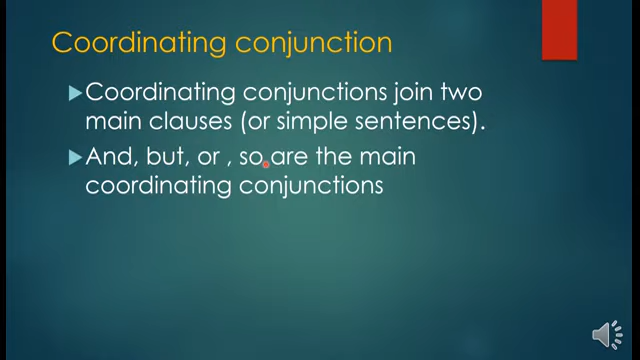 Coordinating conjunction
Coordinating conjunctions join two
main clauses (or simple sentences).
And, but, or , so are the main
coordinating conjunctions